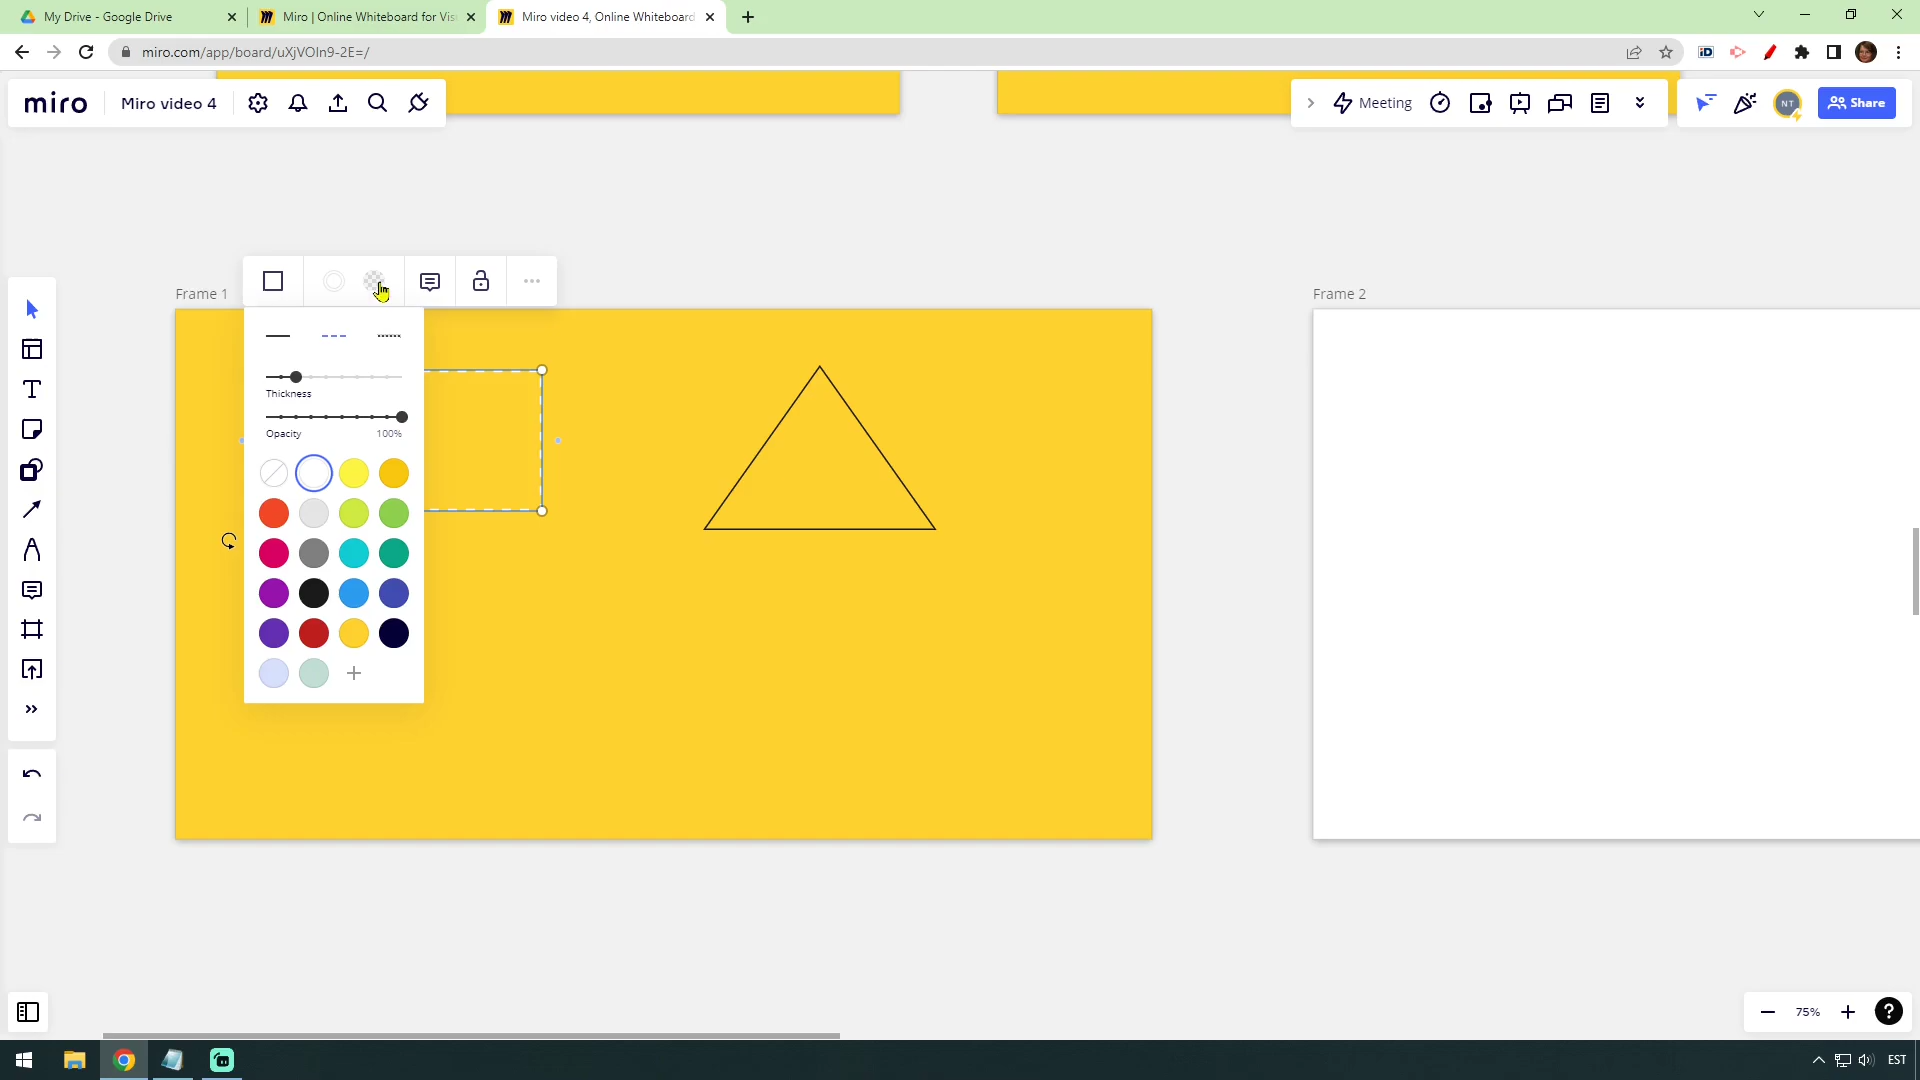 My Drive - Google Drive
Miro | Online Whiteboard for Vis
Miro video 4, Online Whiteboard
miro.com/app/board/uXjVOIn9-2E=/
miro
Miro video 4
Meeting
NT
Share
Frame 1
Frame 2
Thickness
Opacity 100%
75%
EST